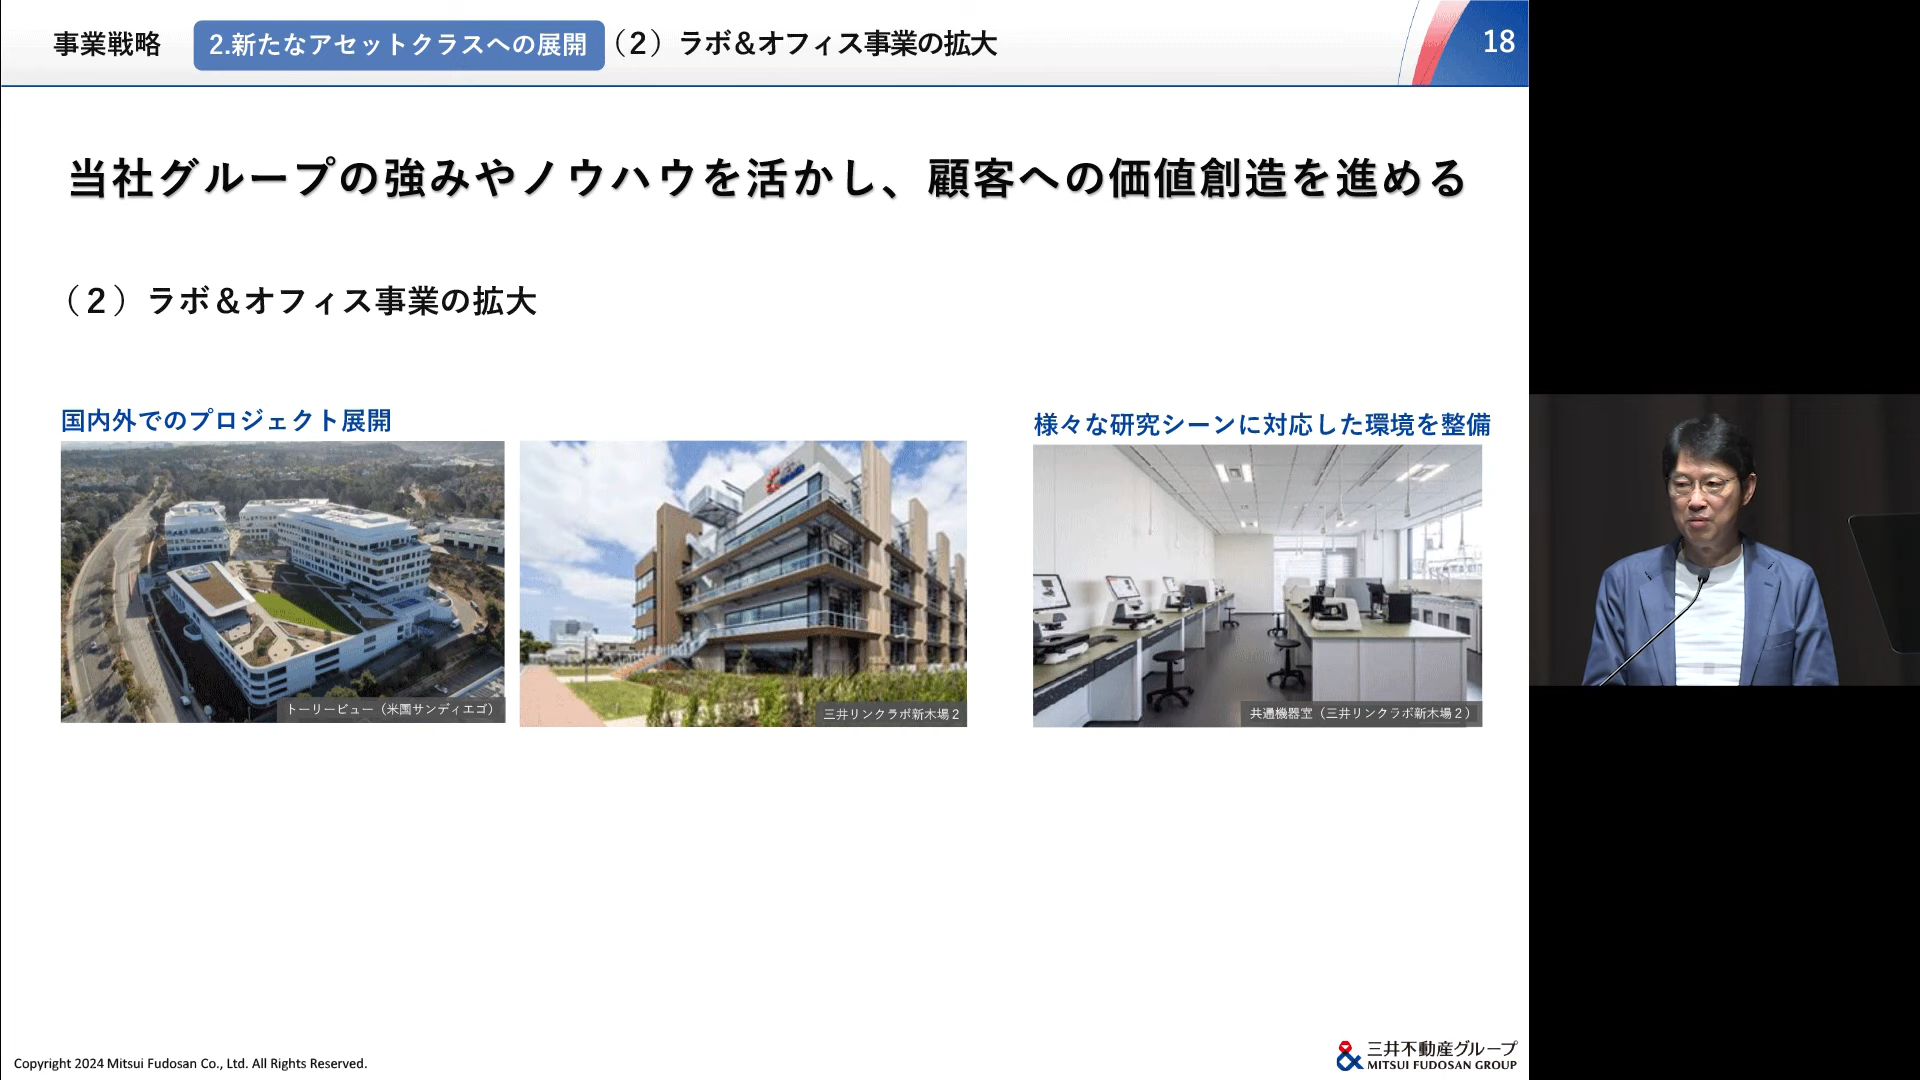 事業戦略 2.新たなアセットクラスへの展開 （2）ラボ＆オフィス事業の拡大 18
当社グループの強みやノウハウを活かし、顧客への価値創造を進める
（２）ラボ＆オフィス事業の拡大
国内外でのプロジェクト展開
様々な研究シーンに対応した環境を整備
トーリービュー（米国サンディエゴ）
三井リンクラボ新木場２
共通機器室（三井リンクラボ新木場２）
Copyright 2024 Mitsui Fudosan Co., Ltd. All Rights Reserved.
三井不動産グループ
MITSUI FUDOSAN GROUP